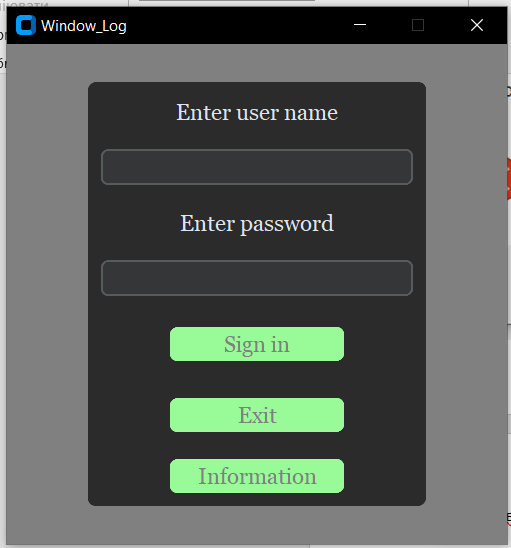 Window_Log
Enter user name
Enter password
Sign in
Exit
Information